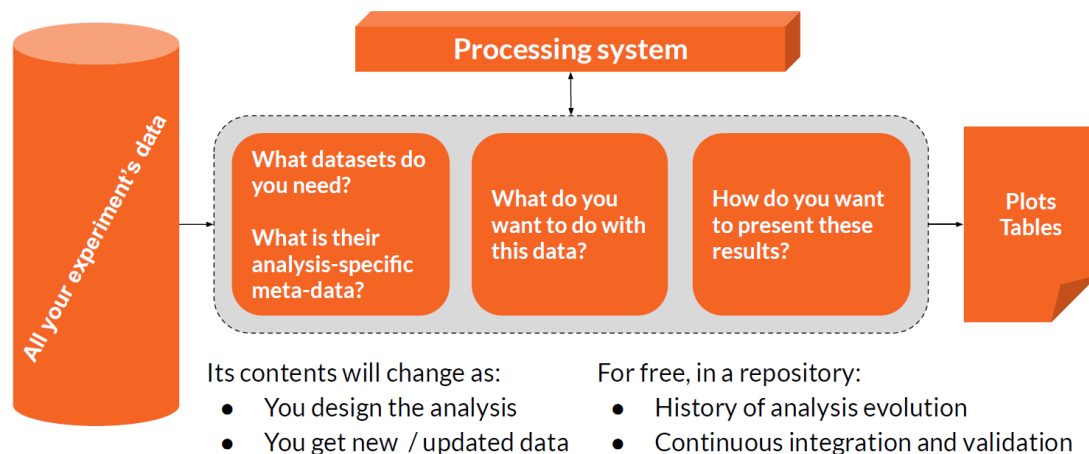 Processing system
All your experiment's data
What datasets do
you need?
What is their
analysis-specific
meta-data?
What do you
want to do with
this data?
How do you want
to present these
results?
Plots
Tables
Its contents will change as:
● You design the analysis
● You get new / updated data
For free, in a repository:
● History of analysis evolution
● Continuous integration and validation